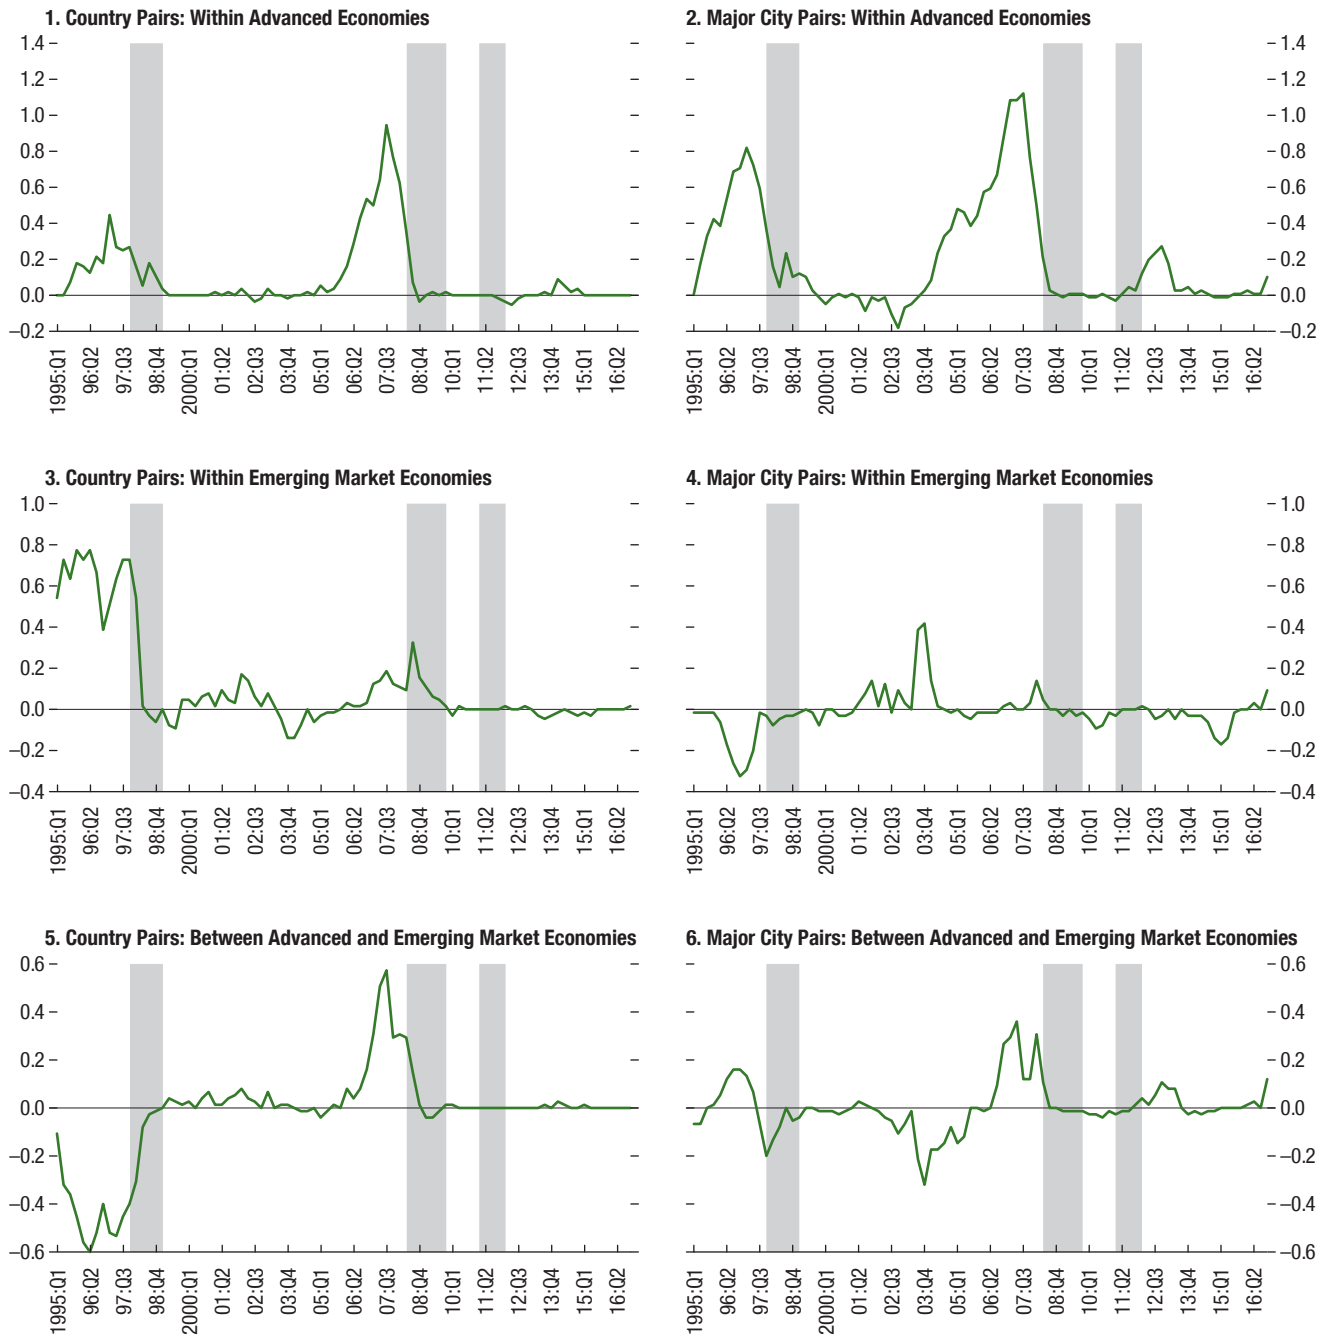 1. Country Pairs: Within Advanced Economies
1.4
1.2
1.0
0.8
0.6
0.4
0.2
0.0
–0.2
1995:Q1
96:Q2
97:Q3
98:Q4
2000:Q1
01:Q2
02:Q3
03:Q4
05:Q1
06:Q2
07:Q3
08:Q4
10:Q1
11:Q2
12:Q3
13:Q4
15:Q1
16:Q2
2. Major City Pairs: Within Advanced Economies
1.4
1.2
1.0
0.8
0.6
0.4
0.2
0.0
–0.2
1995:Q1
96:Q2
97:Q3
98:Q4
2000:Q1
01:Q2
02:Q3
03:Q4
05:Q1
06:Q2
07:Q3
08:Q4
10:Q1
11:Q2
12:Q3
13:Q4
15:Q1
16:Q2
3. Country Pairs: Within Emerging Market Economies
1.0
0.8
0.6
0.4
0.2
0.0
–0.2
–0.4
1995:Q1
96:Q2
97:Q3
98:Q4
2000:Q1
01:Q2
02:Q3
03:Q4
05:Q1
06:Q2
07:Q3
08:Q4
10:Q1
11:Q2
12:Q3
13:Q4
15:Q1
16:Q2
4. Major City Pairs: Within Emerging Market Economies
1.0
0.8
0.6
0.4
0.2
0.0
–0.2
–0.4
1995:Q1
96:Q2
97:Q3
98:Q4
2000:Q1
01:Q2
02:Q3
03:Q4
05:Q1
06:Q2
07:Q3
08:Q4
10:Q1
11:Q2
12:Q3
13:Q4
15:Q1
16:Q2
5. Country Pairs: Between Advanced and Emerging Market Economies
0.6
0.4
0.2
0.0
–0.2
–0.4
–0.6
1995:Q1
96:Q2
97:Q3
98:Q4
2000:Q1
01:Q2
02:Q3
03:Q4
05:Q1
06:Q2
07:Q3
08:Q4
10:Q1
11:Q2
12:Q3
13:Q4
15:Q1
16:Q2
6. Major City Pairs: Between Advanced and Emerging Market Economies
0.6
0.4
0.2
0.0
–0.2
–0.4
–0.6
1995:Q1
96:Q2
97:Q3
98:Q4
2000:Q1
01:Q2
02:Q3
03:Q4
05:Q1
06:Q2
07:Q3
08:Q4
10:Q1
11:Q2
12:Q3
13:Q4
15:Q1
16:Q2